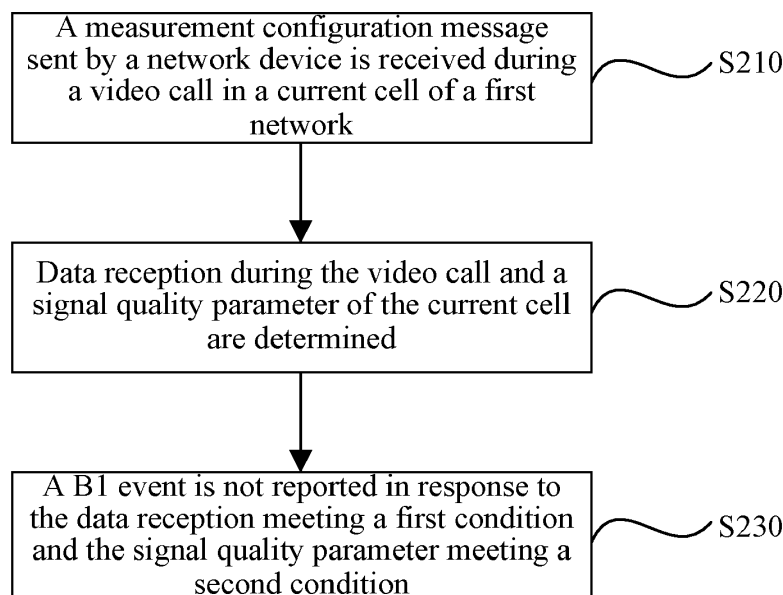 A measurement configuration message
sent by a network device is received during
a video call in a current cell of a first
network
S210
Data reception during the video call and a
signal quality parameter of the current cell
are determined
S220
A B1 event is not reported in response to
the data reception meeting a first condition
and the signal quality parameter meeting a
second condition
S230